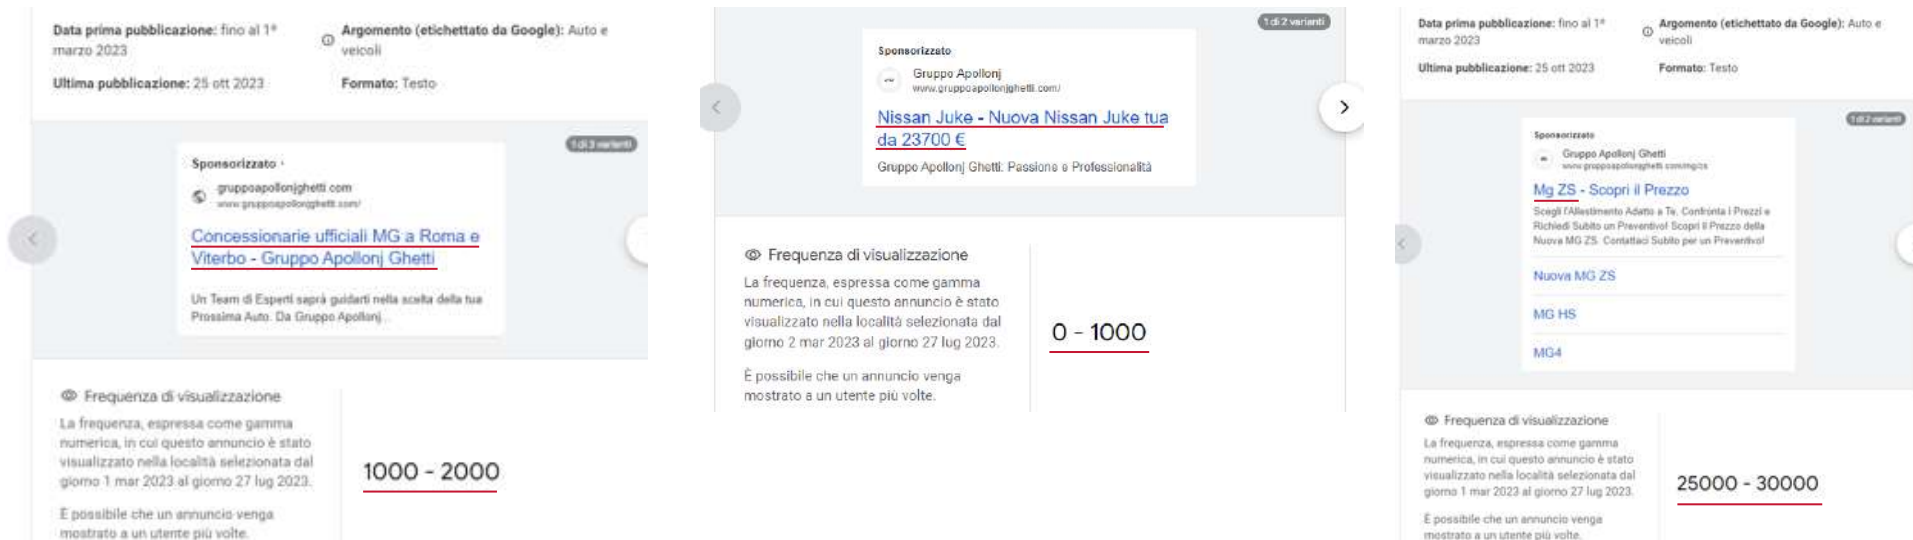 Data prima pubblicazione: fino al 1°
marzo 2023
Argomento (etichettato da Google): Auto e
veicoli
Ultima pubblicazione: 25 ott 2023
Formato: Testo
1 di 3 varianti
Sponsorizzato
gruppoapollonjghetti.com
www.gruppoapollonjghetti.com/
Concessionarie ufficiali MG a Roma e
Viterbo - Gruppo Apollonj Ghetti
Un Team di Esperti saprà guidarti nella scelta della tua
Prossima Auto. Da Gruppo Apollonj...
Frequenza di visualizzazione
La frequenza, espressa come gamma
numerica, in cui questo annuncio è stato
visualizzato nella località selezionata dal
giorno 1 mar 2023 al giorno 27 lug 2023.
È possibile che un annuncio venga
mostrato a un utente più volte.
1000 - 2000
1 di 2 varianti
Sponsorizzato
Gruppo Apollonj
www.gruppoapollonjghetti.com/
Nissan Juke - Nuova Nissan Juke tua
da 23700 €
Gruppo Apollonj Ghetti: Passione e Professionalità
Frequenza di visualizzazione
La frequenza, espressa come gamma
numerica, in cui questo annuncio è stato
visualizzato nella località selezionata dal
giorno 2 mar 2023 al giorno 27 lug 2023.
È possibile che un annuncio venga
mostrato a un utente più volte.
0 - 1000
Data prima pubblicazione: fino al 1°
marzo 2023
Argomento (etichettato da Google): Auto e
veicoli
Ultima pubblicazione: 25 ott 2023
Formato: Testo
1 di 2 varianti
Sponsorizzato
Gruppo Apollonj Ghetti
www.gruppoapollonjghetti.com/mg/zs
Mg ZS - Scopri il Prezzo
Scegli l'Allestimento Adatto a Te. Confronta i Prezzi e
Richiedi Subito un Preventivo! Scopri il Prezzo della
Nuova MG ZS. Contattaci Subito per un Preventivo!
Nuova MG ZS
MG HS
MG4
Frequenza di visualizzazione
La frequenza, espressa come gamma
numerica, in cui questo annuncio è stato
visualizzato nella località selezionata dal
giorno 1 mar 2023 al giorno 27 lug 2023.
È possibile che un annuncio venga
mostrato a un utente più volte.
25000 - 30000